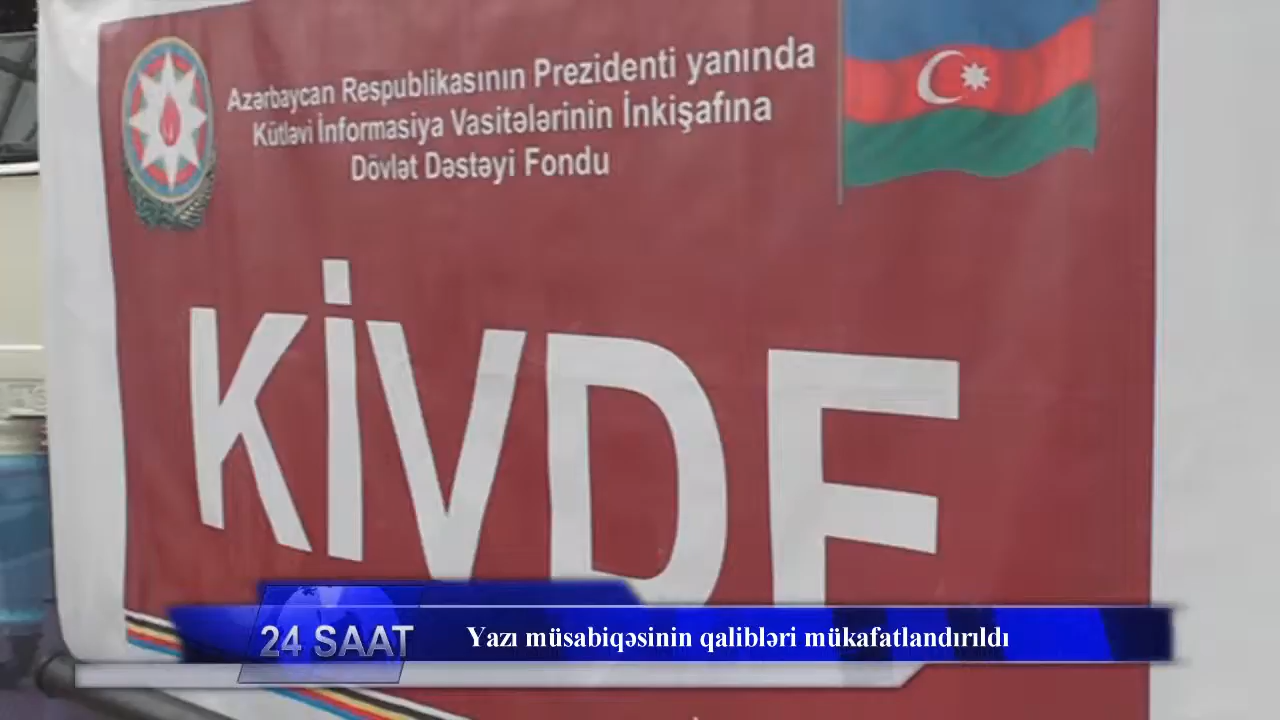 Azərbaycan Respublikasının Prezidenti yanında
Kütləvi İnformasiya Vasitələrinin İnkişafına
Dövlət Dəstəyi Fondu
KİVDF
24 SAAT
Yazı müsabiqəsinin qalibləri mükafatlandırıldı